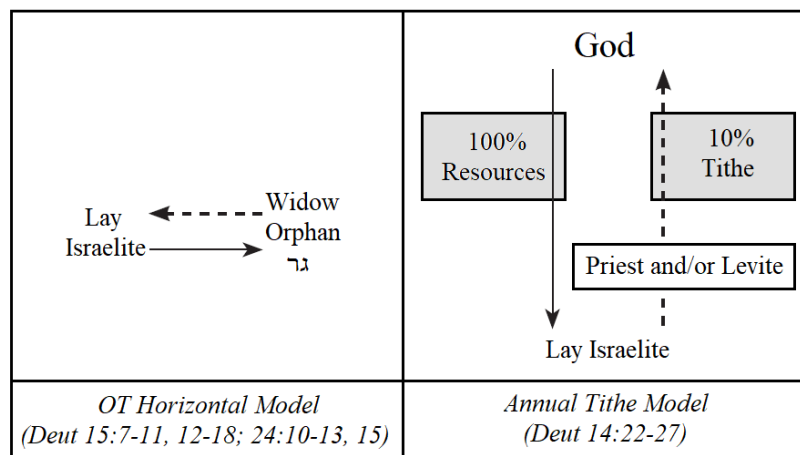 Lay
Israelite
Widow
Orphan
גר
OT Horizontal Model
(Deut 15:7-11, 12-18; 24:10-13, 15)
God
100%
Resources
10%
Tithe
Priest and/or Levite
Lay Israelite
Annual Tithe Model
(Deut 14:22-27)